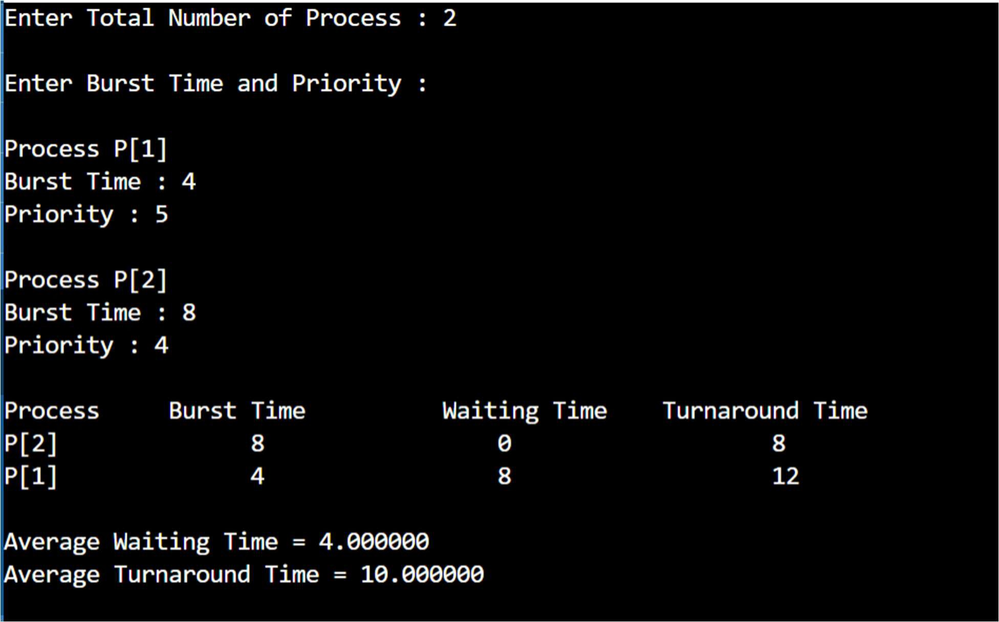 Enter Total Number of Process : 2
Enter Burst Time and Priority :
Process P[1]
Burst Time : 4
Priority : 5
Process P[2]
Burst Time : 8
Priority : 4
Process Burst Time Waiting Time Turnaround Time
P[2] 8 0 8
P[1] 4 8 12
Average Waiting Time = 4.000000
Average Turnaround Time = 10.000000